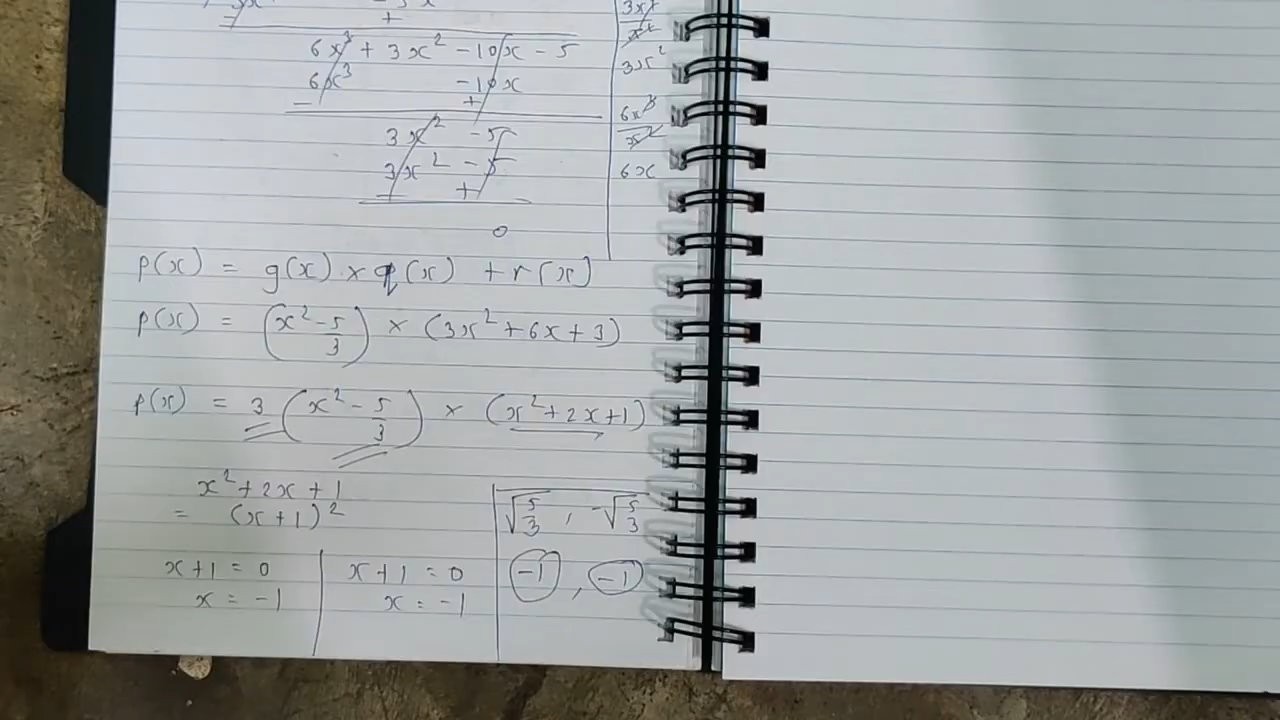 6x³ + 3x² - 10x - 5
6x³ - 10x
- +
3x² - 5
3x² - 5
- +
0
3x²
6x³
x²
6x
p(x) = g(x) × q(x) + r(x)
p(x) = (x² - 5/3) × (3x² + 6x + 3)
p(x) = 3 (x² - 5/3) × (x² + 2x + 1)
x² + 2x + 1
= (x + 1)²
x + 1 = 0
x = -1
x + 1 = 0
x = -1
√5/3 , -√5/3
-1 , -1